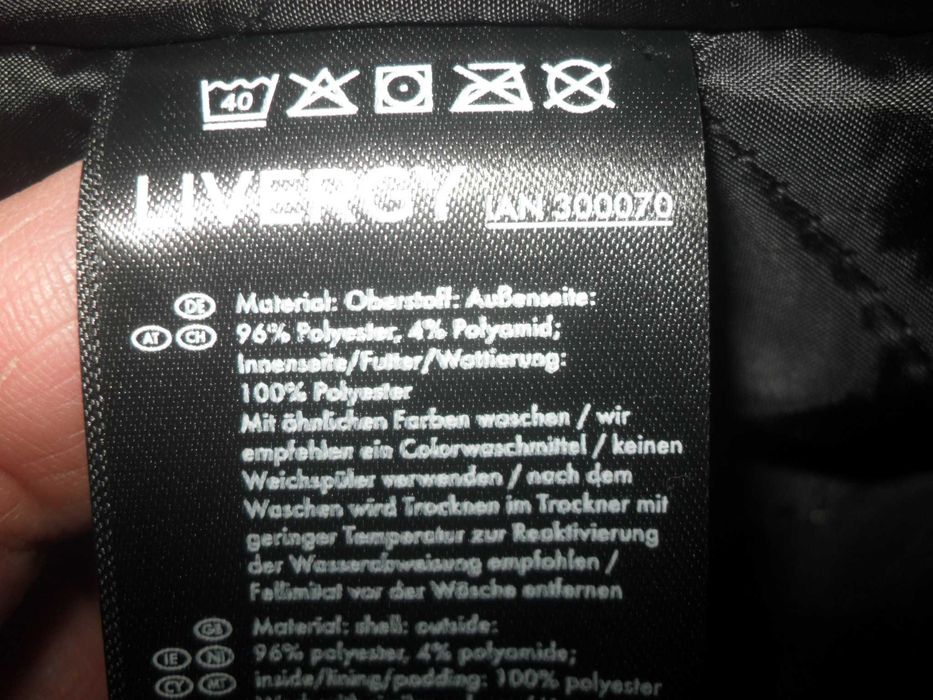 40
LIVERGY IAN 300070
DE Material: Oberstoff: Außenseite:
AT CH 96% Polyester, 4% Polyamid;
Innenseite/Futter/Wattierung:
100% Polyester
Mit ähnlichen Farben waschen / wir
empfehlen ein Colorwaschmittel / keinen
Weichspüler verwenden / nach dem
Waschen wird Trocknen im Trockner mit
geringer Temperatur zur Reaktivierung
der Wasserabweisung empfohlen /
Fellimitat vor der Wäsche entfernen
GB Material: shell: outside:
IE NI 96% polyester, 4% polyamide;
CY MT inside/lining/padding: 100% polyester